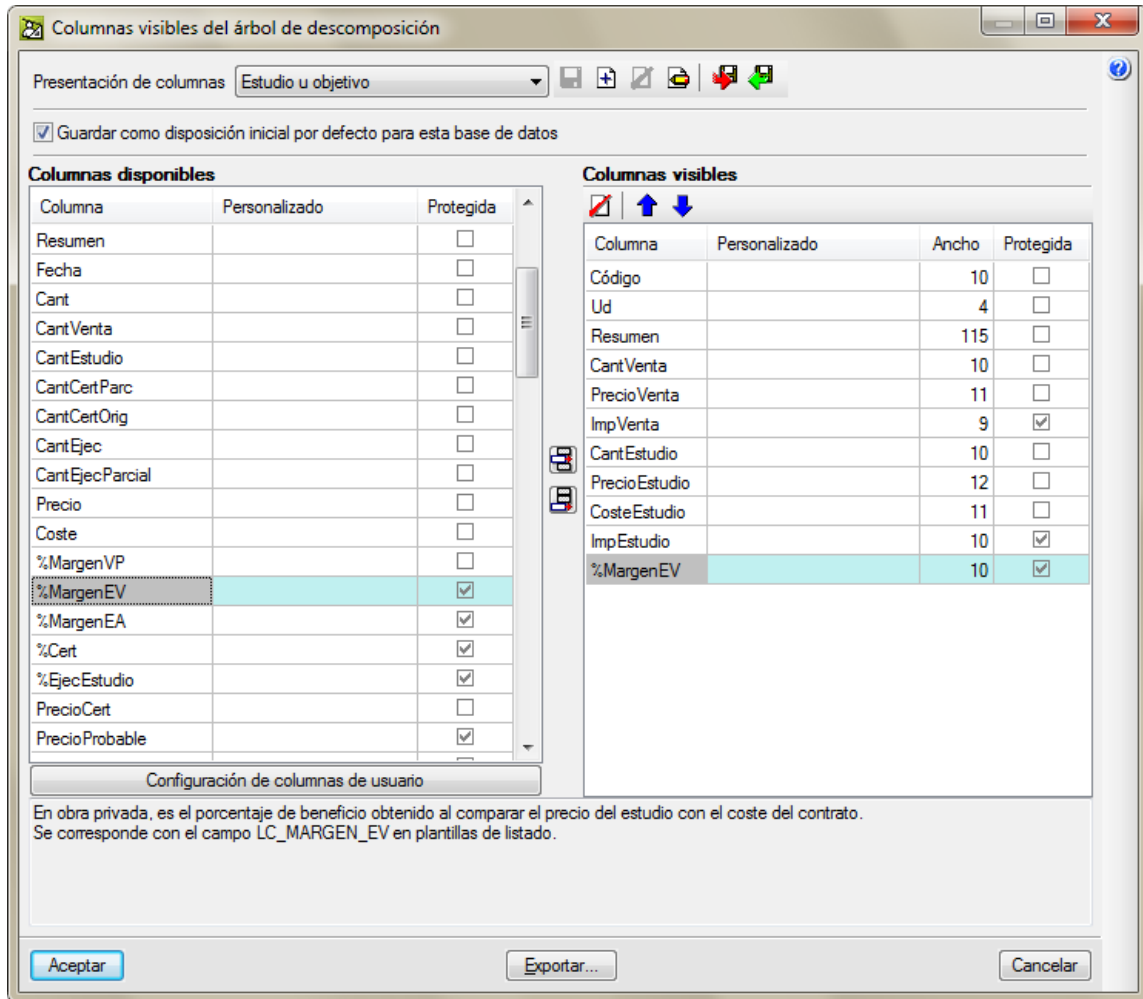 Columnas visibles del árbol de descomposición
Presentación de columnas Estudio u objetivo
Guardar como disposición inicial por defecto para esta base de datos
Columnas disponibles
Columna Personalizado Protegida
Resumen
Fecha
Cant
CantVenta
CantEstudio
CantCertParc
CantCertOrig
CantEjec
CantEjecParcial
Precio
Coste
%MargenVP
%MargenEV
%MargenEA
%Cert
%EjecEstudio
PrecioCert
PrecioProbable
Configuración de columnas de usuario
Columnas visibles
Columna Personalizado Ancho Protegida
Código 10
Ud 4
Resumen 115
CantVenta 10
PrecioVenta 11
ImpVenta 9
CantEstudio 10
PrecioEstudio 12
CosteEstudio 11
ImpEstudio 10
%MargenEV 10
En obra privada, es el porcentaje de beneficio obtenido al comparar el precio del estudio con el coste del contrato.
Se corresponde con el campo LC_MARGEN_EV en plantillas de listado.
Aceptar Exportar... Cancelar